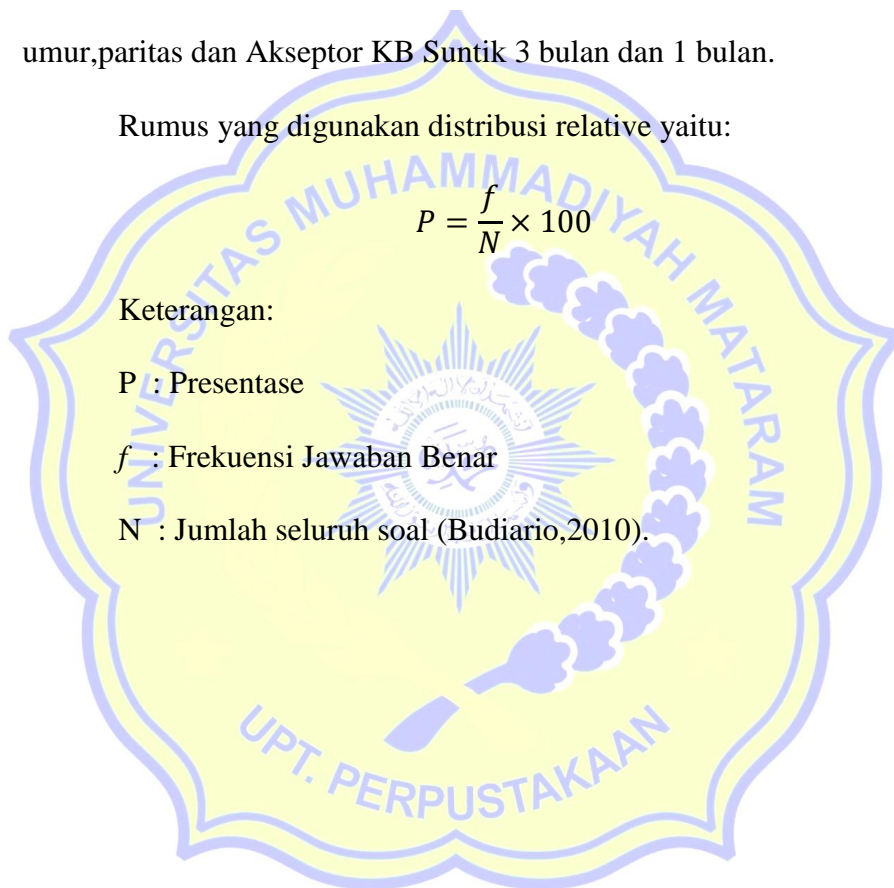 umur,paritas dan Akseptor KB Suntik 3 bulan dan 1 bulan.
Rumus yang digunakan distribusi relative yaitu:
UNIVERSITAS MUHAMMADIYAH MATARAM
P = f/N × 100
Keterangan:
P : Presentase
f : Frekuensi Jawaban Benar
N : Jumlah seluruh soal (Budiario,2010).
UPT. PERPUSTAKAAN